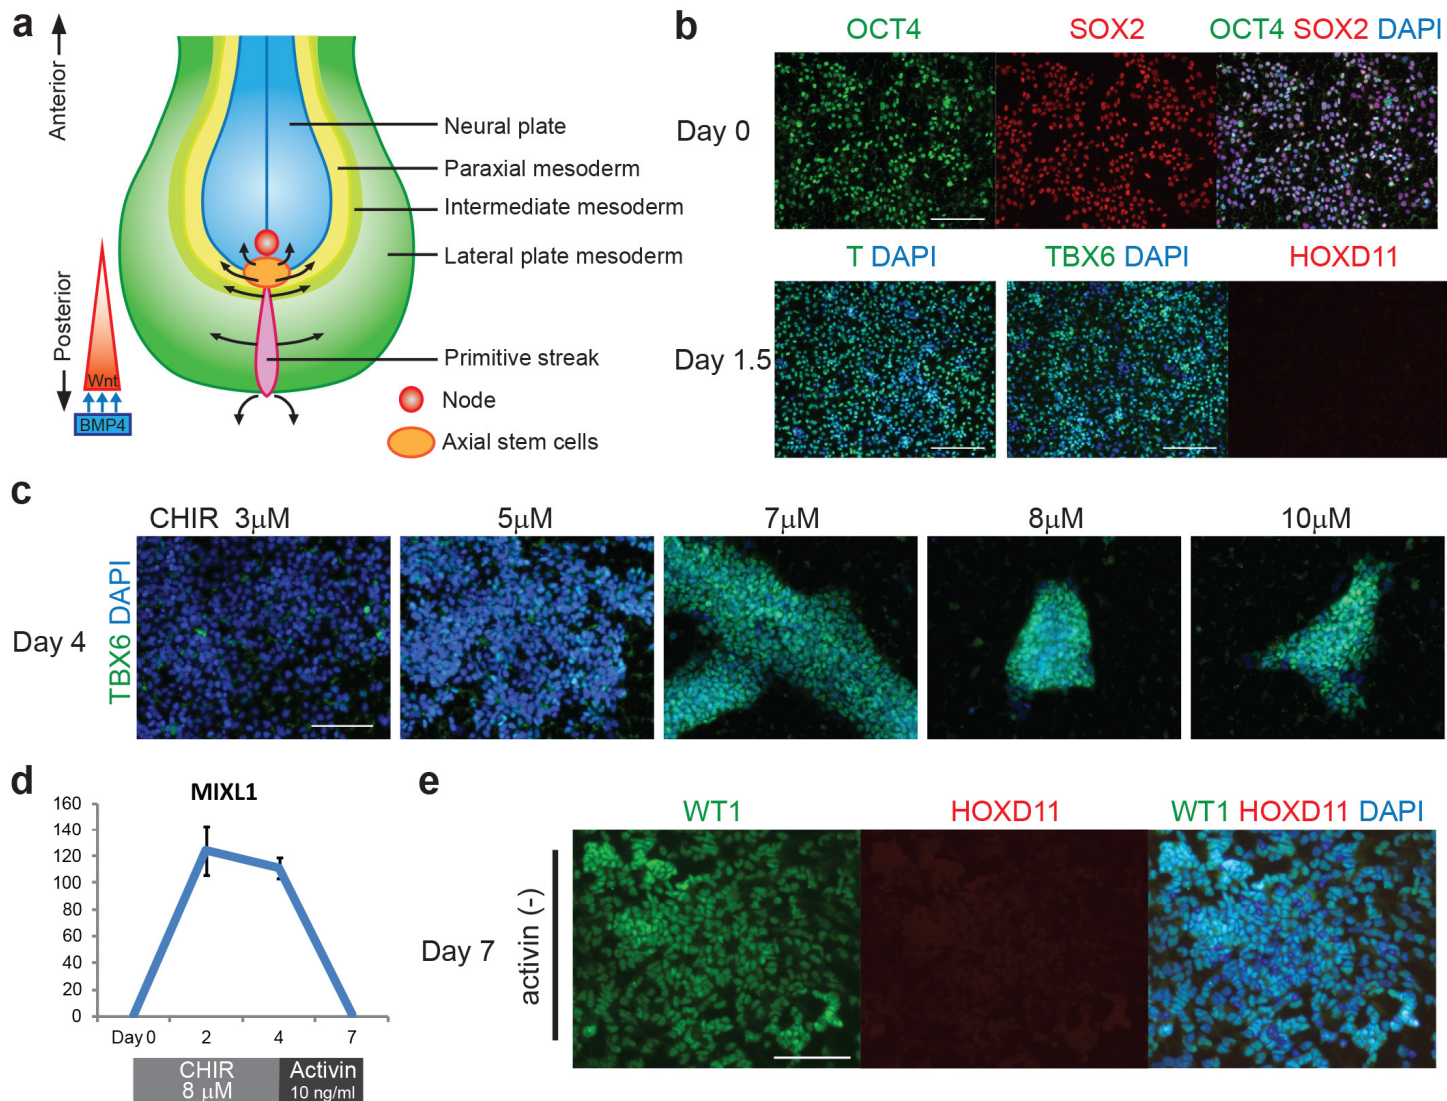 a
Anterior
Posterior
Wnt
BMP4
Neural plate
Paraxial mesoderm
Intermediate mesoderm
Lateral plate mesoderm
Primitive streak
Node
Axial stem cells
b
OCT4 SOX2 OCT4 SOX2 DAPI
Day 0
T DAPI TBX6 DAPI HOXD11
Day 1.5
c
CHIR 3μM 5μM 7μM 8μM 10μM
Day 4
TBX6 DAPI
d
MIXL1
160
140
120
100
80
60
40
20
0
Day 0 2 4 7
CHIR
8 μM
Activin
10 ng/ml
e
WT1 HOXD11 WT1 HOXD11 DAPI
Day 7
activin (-)